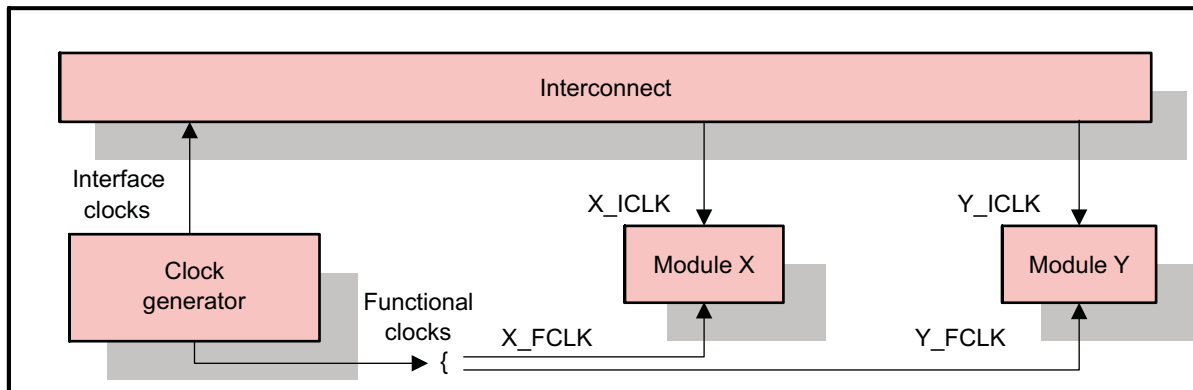 Interconnect
Interface
clocks
X_ICLK
Y_ICLK
Clock
generator
Module X
Module Y
Functional
clocks
{
X_FCLK
Y_FCLK